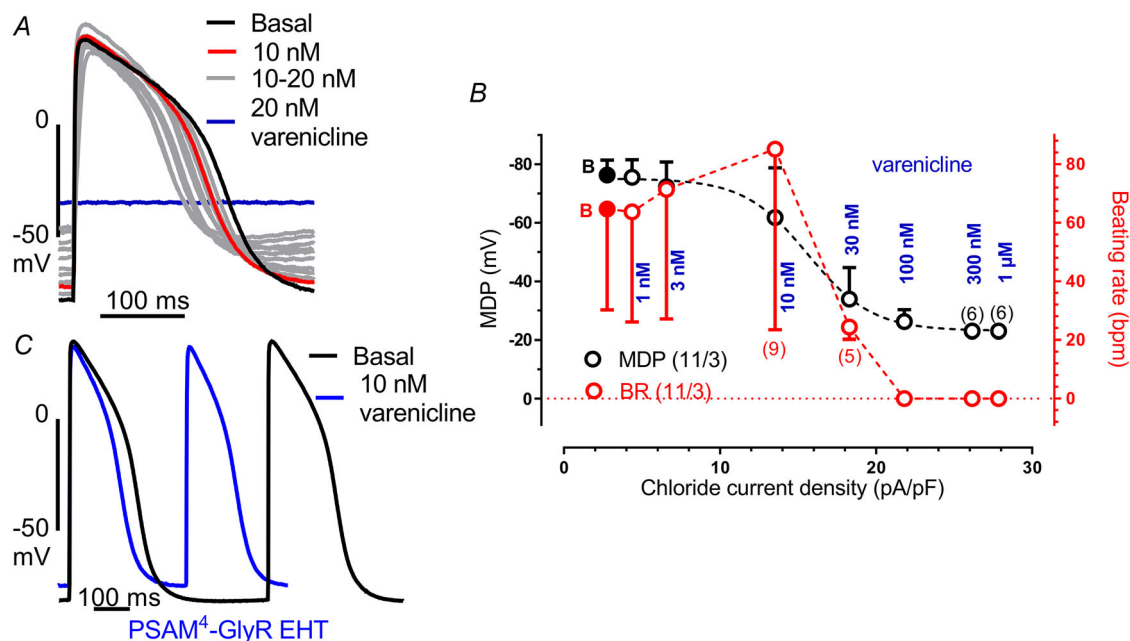 A
Basal
10 nM
10-20 nM
20 nM
varenicline
0
-50
mV
100 ms
B
varenicline
-80
-60
-40
-20
0
MDP (mV)
B
B
1 nM
3 nM
10 nM
30 nM
100 nM
300 nM
1 µM
(6) (6)
(9)
(5)
MDP (11/3)
BR (11/3)
80
60
40
20
0
Beating rate (bpm)
0 10 20 30
Chloride current density (pA/pF)
C
Basal
10 nM
varenicline
0
-50
mV
100 ms
PSAM⁴-GlyR EHT